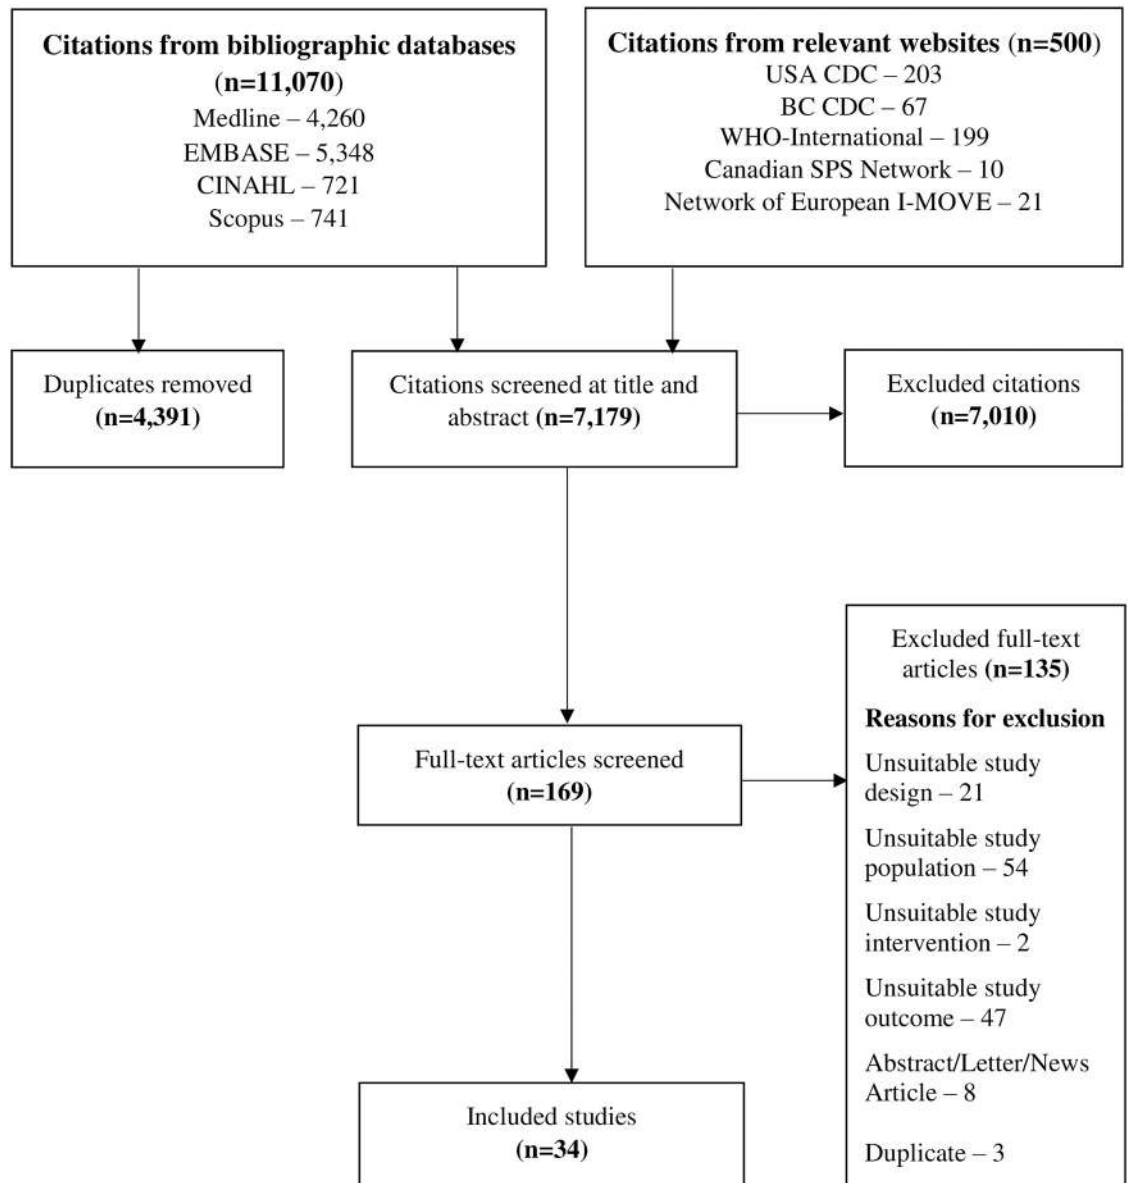 Citations from bibliographic databases
(n=11,070)
Medline – 4,260
EMBASE – 5,348
CINAHL – 721
Scopus – 741
Citations from relevant websites (n=500)
USA CDC – 203
BC CDC – 67
WHO-International – 199
Canadian SPS Network – 10
Network of European I-MOVE – 21
Duplicates removed
(n=4,391)
Citations screened at title and
abstract (n=7,179)
Excluded citations
(n=7,010)
Full-text articles screened
(n=169)
Excluded full-text
articles (n=135)
Reasons for exclusion
Unsuitable study
design – 21
Unsuitable study
population – 54
Unsuitable study
intervention – 2
Unsuitable study
outcome – 47
Abstract/Letter/News
Article – 8
Duplicate – 3
Included studies
(n=34)